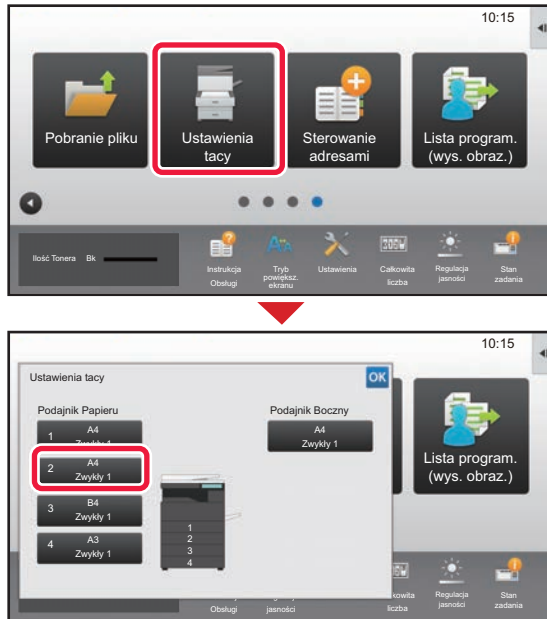 10:15
Pobranie pliku
Ustawienia
tacy
Sterowanie
adresami
Lista program.
(wys. obraz.)
Ilość Tonera Bk
Instrukcja
Obsługi
Tryb
powiększ.
ekranu
Ustawienia
Całkowita
liczba
Regulacja
jasności
Stan
zadania
10:15
Ustawienia tacy
OK
Podajnik Papieru
Podajnik Boczny
1 A4
Zwykły 1
2 A4
Zwykły 1
3 B4
Zwykły 1
4 A3
Zwykły 1
A4
Zwykły 1
1
2
3
4
Lista program.
(wys. obraz.)
Obsługi
jasności
kowita
liczba
Regulacja
jasności
Stan
zadania